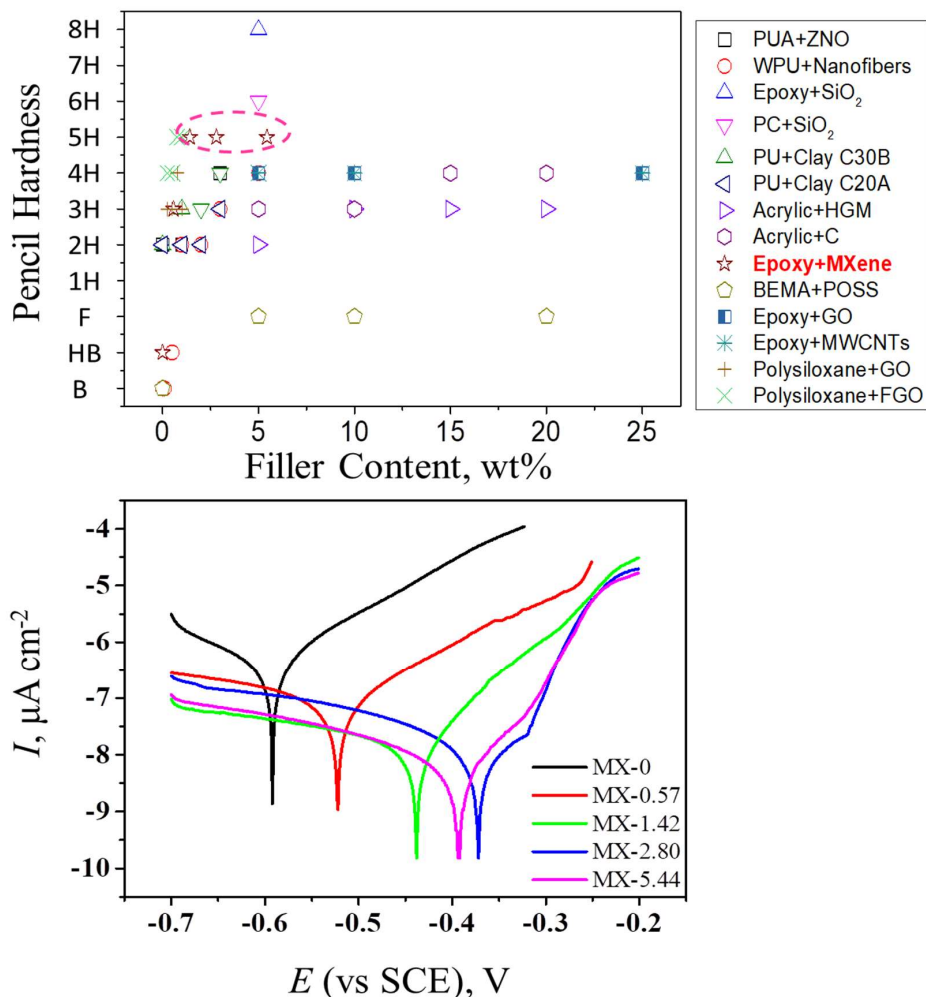 8H
7H
6H
5H
4H
3H
2H
1H
F
HB
B
Pencil Hardness
0 5 10 15 20 25
Filler Content, wt%
PUA+ZNO
WPU+Nanofibers
Epoxy+SiO₂
PC+SiO₂
PU+Clay C30B
PU+Clay C20A
Acrylic+HGM
Acrylic+C
Epoxy+MXene
BEMA+POSS
Epoxy+GO
Epoxy+MWCNTs
Polysiloxane+GO
Polysiloxane+FGO
-4
-5
-6
-7
-8
-9
-10
I, µA cm⁻²
MX-0
MX-0.57
MX-1.42
MX-2.80
MX-5.44
-0.7 -0.6 -0.5 -0.4 -0.3 -0.2
E (vs SCE), V